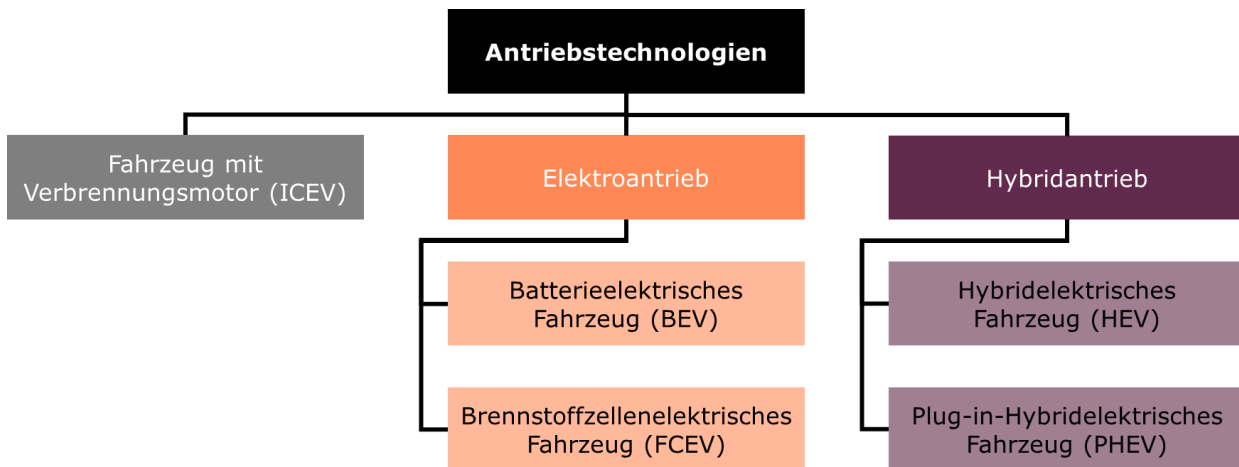 Antriebstechnologien
Fahrzeug mit
Verbrennungsmotor (ICEV)
Elektroantrieb
Hybridantrieb
Batterieelektrisches
Fahrzeug (BEV)
Hybridelektrisches
Fahrzeug (HEV)
Brennstoffzellenelektrisches
Fahrzeug (FCEV)
Plug-in-Hybridelektrisches
Fahrzeug (PHEV)